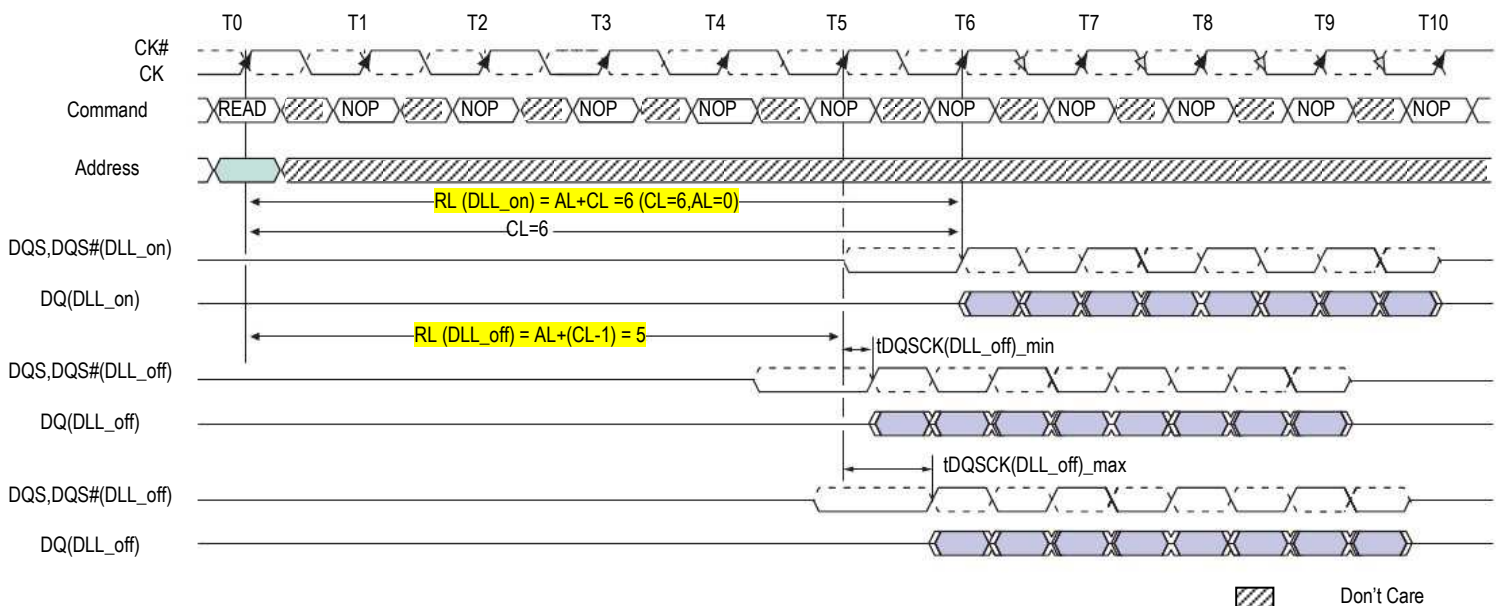 T0 T1 T2 T3 T4 T5 T6 T7 T8 T9 T10
CK#
CK
Command READ NOP NOP NOP NOP NOP NOP NOP NOP NOP NOP
Address
RL (DLL_on) = AL+CL =6 (CL=6,AL=0)
CL=6
DQS,DQS#(DLL_on)
DQ(DLL_on)
RL (DLL_off) = AL+(CL-1) = 5
tDQSCK(DLL_off)_min
DQS,DQS#(DLL_off)
DQ(DLL_off)
tDQSCK(DLL_off)_max
DQS,DQS#(DLL_off)
DQ(DLL_off)
Don't Care